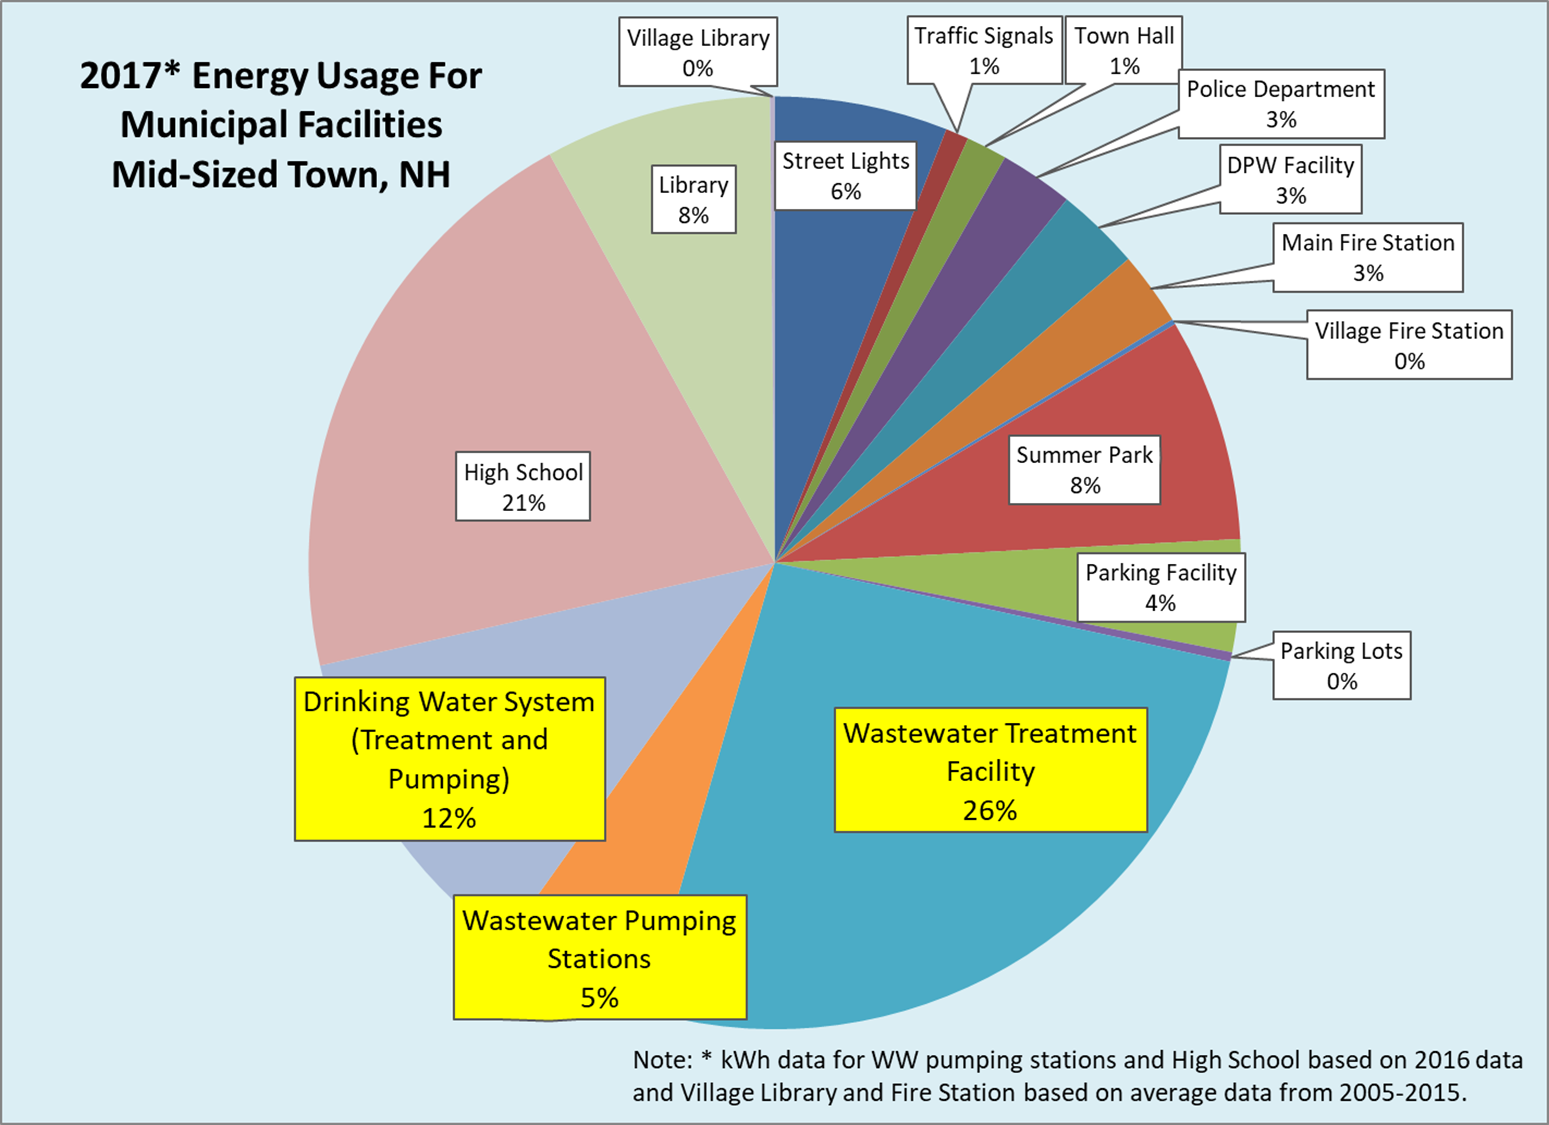 2017* Energy Usage For
Municipal Facilities
Mid-Sized Town, NH
Village Library
0%
Traffic Signals
1%
Town Hall
1%
Police Department
3%
DPW Facility
3%
Main Fire Station
3%
Village Fire Station
0%
Street Lights
6%
Library
8%
Summer Park
8%
High School
21%
Parking Facility
4%
Parking Lots
0%
Drinking Water System
(Treatment and
Pumping)
12%
Wastewater Treatment
Facility
26%
Wastewater Pumping
Stations
5%
Note: * kWh data for WW pumping stations and High School based on 2016 data
and Village Library and Fire Station based on average data from 2005-2015.